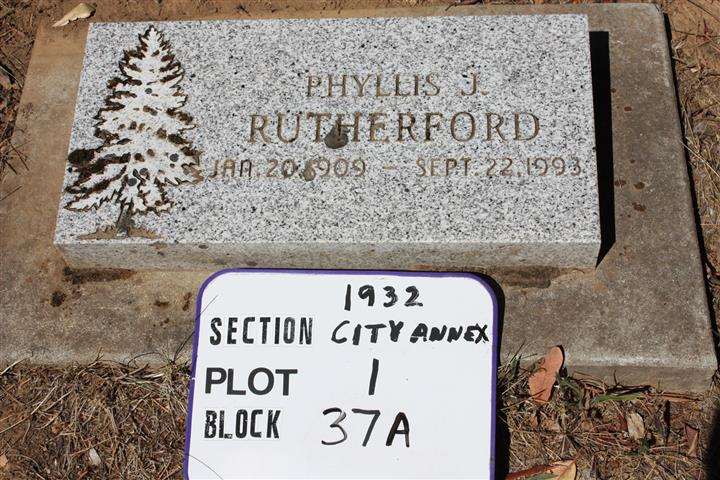 PHYLLIS J.
RUTHERFORD
JAN. 20, 1909 – SEPT. 22, 1993
1932
SECTION CITY ANNEX
PLOT 1
BLOCK 37A